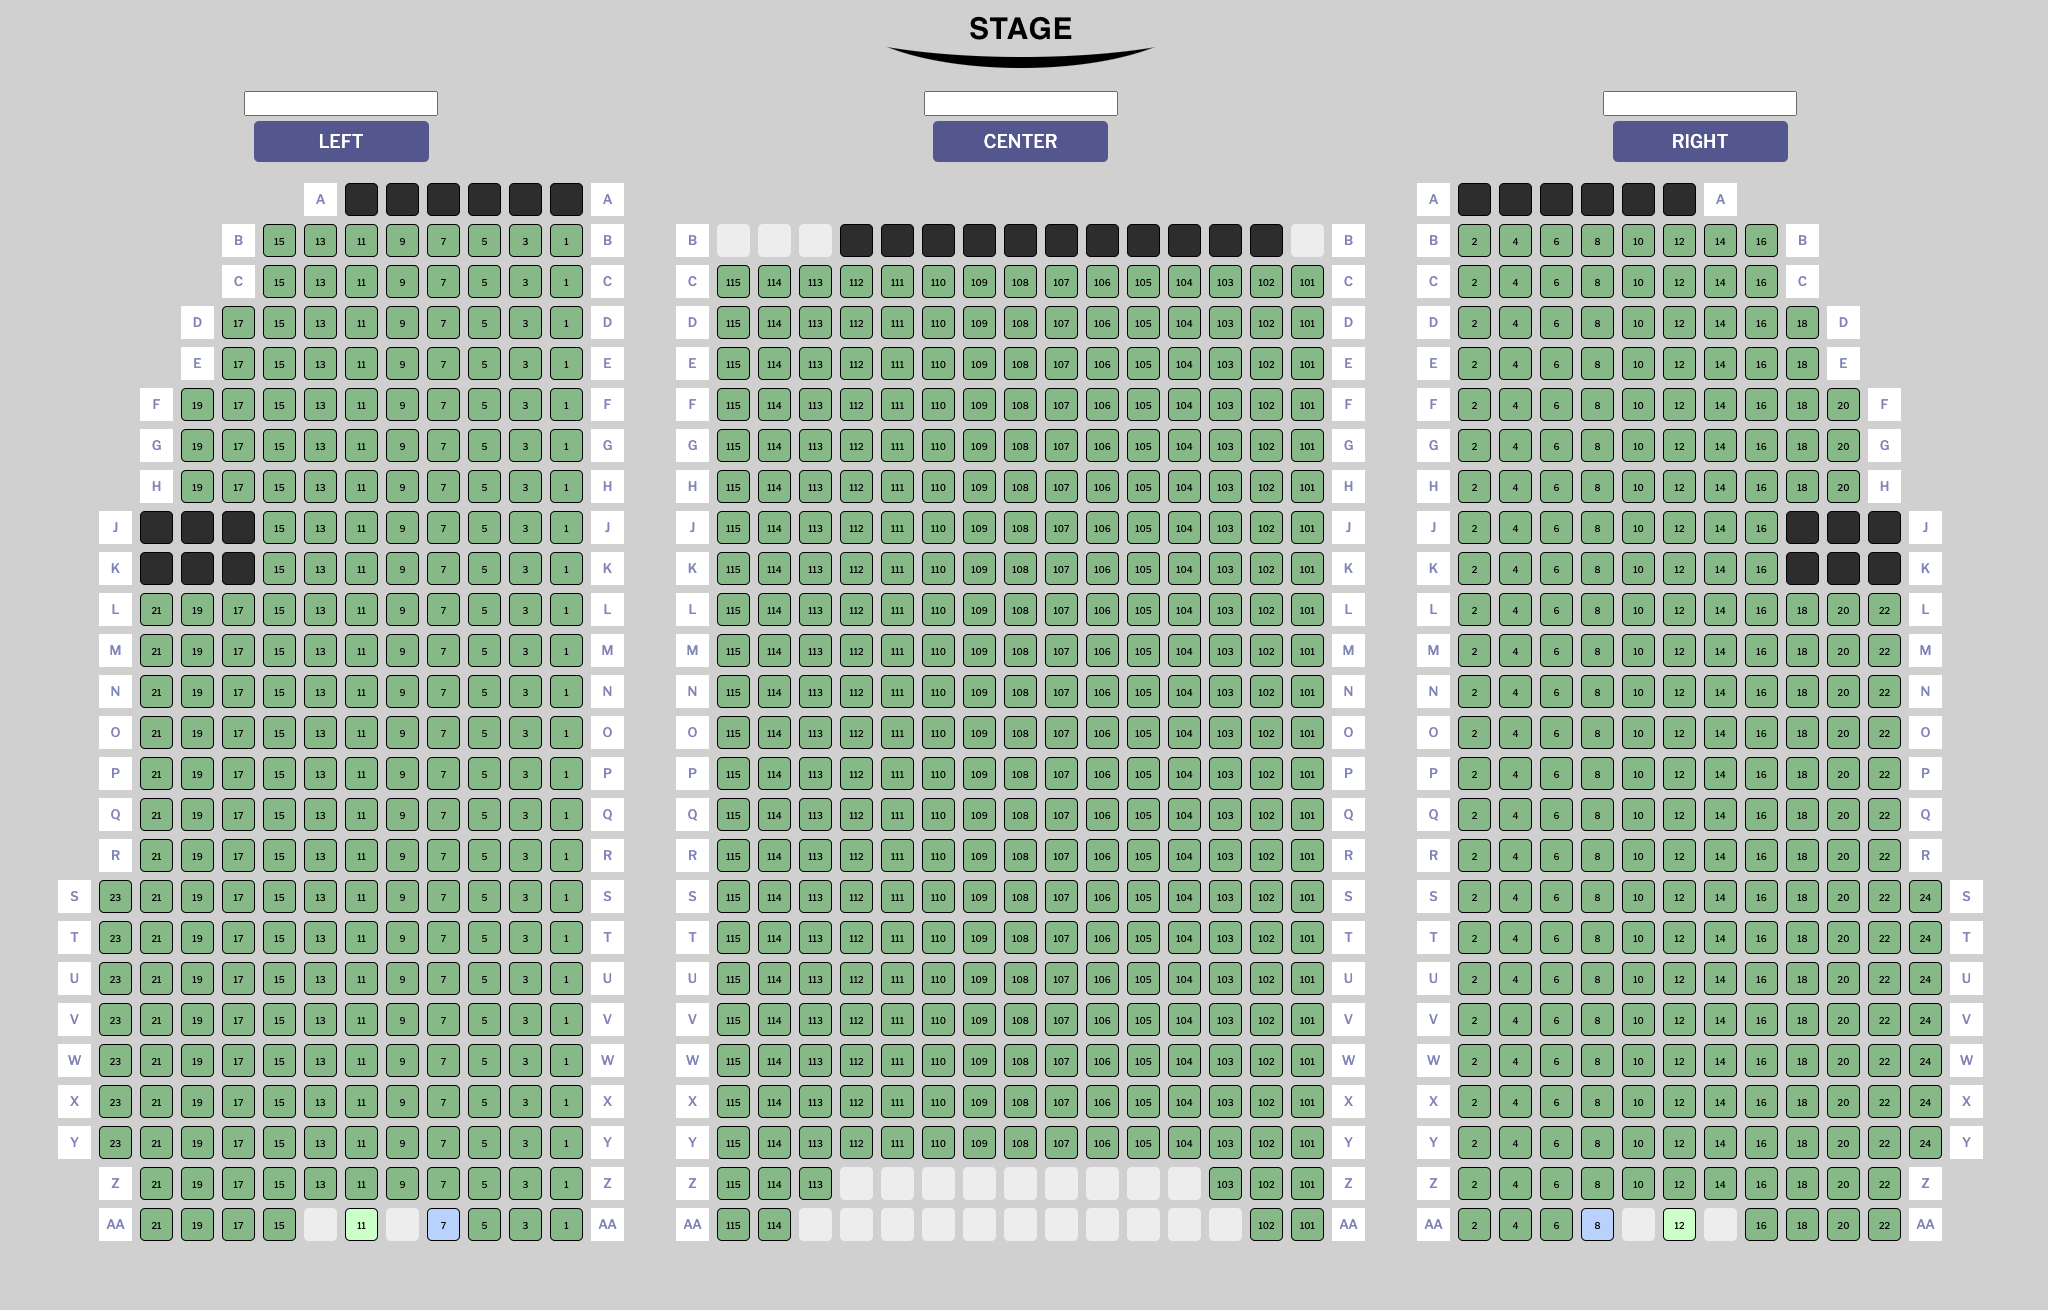 STAGE
LEFT CENTER RIGHT
A A A A
B 15 13 11 9 7 5 3 1 B B B B 2 4 6 8 10 12 14 16 B
C 15 13 11 9 7 5 3 1 C C 115 114 113 112 111 110 109 108 107 106 105 104 103 102 101 C C 2 4 6 8 10 12 14 16 C
D 17 15 13 11 9 7 5 3 1 D D 115 114 113 112 111 110 109 108 107 106 105 104 103 102 101 D D 2 4 6 8 10 12 14 16 18 D
E 17 15 13 11 9 7 5 3 1 E E 115 114 113 112 111 110 109 108 107 106 105 104 103 102 101 E E 2 4 6 8 10 12 14 16 18 E
F 19 17 15 13 11 9 7 5 3 1 F F 115 114 113 112 111 110 109 108 107 106 105 104 103 102 101 F F 2 4 6 8 10 12 14 16 18 20 F
G 19 17 15 13 11 9 7 5 3 1 G G 115 114 113 112 111 110 109 108 107 106 105 104 103 102 101 G G 2 4 6 8 10 12 14 16 18 20 G
H 19 17 15 13 11 9 7 5 3 1 H H 115 114 113 112 111 110 109 108 107 106 105 104 103 102 101 H H 2 4 6 8 10 12 14 16 18 20 H
J 15 13 11 9 7 5 3 1 J J 115 114 113 112 111 110 109 108 107 106 105 104 103 102 101 J J 2 4 6 8 10 12 14 16 J
K 15 13 11 9 7 5 3 1 K K 115 114 113 112 111 110 109 108 107 106 105 104 103 102 101 K K 2 4 6 8 10 12 14 16 K
L 21 19 17 15 13 11 9 7 5 3 1 L L 115 114 113 112 111 110 109 108 107 106 105 104 103 102 101 L L 2 4 6 8 10 12 14 16 18 20 22 L
M 21 19 17 15 13 11 9 7 5 3 1 M M 115 114 113 112 111 110 109 108 107 106 105 104 103 102 101 M M 2 4 6 8 10 12 14 16 18 20 22 M
N 21 19 17 15 13 11 9 7 5 3 1 N N 115 114 113 112 111 110 109 108 107 106 105 104 103 102 101 N N 2 4 6 8 10 12 14 16 18 20 22 N
O 21 19 17 15 13 11 9 7 5 3 1 O O 115 114 113 112 111 110 109 108 107 106 105 104 103 102 101 O O 2 4 6 8 10 12 14 16 18 20 22 O
P 21 19 17 15 13 11 9 7 5 3 1 P P 115 114 113 112 111 110 109 108 107 106 105 104 103 102 101 P P 2 4 6 8 10 12 14 16 18 20 22 P
Q 21 19 17 15 13 11 9 7 5 3 1 Q Q 115 114 113 112 111 110 109 108 107 106 105 104 103 102 101 Q Q 2 4 6 8 10 12 14 16 18 20 22 Q
R 21 19 17 15 13 11 9 7 5 3 1 R R 115 114 113 112 111 110 109 108 107 106 105 104 103 102 101 R R 2 4 6 8 10 12 14 16 18 20 22 R
S 23 21 19 17 15 13 11 9 7 5 3 1 S S 115 114 113 112 111 110 109 108 107 106 105 104 103 102 101 S S 2 4 6 8 10 12 14 16 18 20 22 24 S
T 23 21 19 17 15 13 11 9 7 5 3 1 T T 115 114 113 112 111 110 109 108 107 106 105 104 103 102 101 T T 2 4 6 8 10 12 14 16 18 20 22 24 T
U 23 21 19 17 15 13 11 9 7 5 3 1 U U 115 114 113 112 111 110 109 108 107 106 105 104 103 102 101 U U 2 4 6 8 10 12 14 16 18 20 22 24 U
V 23 21 19 17 15 13 11 9 7 5 3 1 V V 115 114 113 112 111 110 109 108 107 106 105 104 103 102 101 V V 2 4 6 8 10 12 14 16 18 20 22 24 V
W 23 21 19 17 15 13 11 9 7 5 3 1 W W 115 114 113 112 111 110 109 108 107 106 105 104 103 102 101 W W 2 4 6 8 10 12 14 16 18 20 22 24 W
X 23 21 19 17 15 13 11 9 7 5 3 1 X X 115 114 113 112 111 110 109 108 107 106 105 104 103 102 101 X X 2 4 6 8 10 12 14 16 18 20 22 24 X
Y 23 21 19 17 15 13 11 9 7 5 3 1 Y Y 115 114 113 112 111 110 109 108 107 106 105 104 103 102 101 Y Y 2 4 6 8 10 12 14 16 18 20 22 24 Y
Z 21 19 17 15 13 11 9 7 5 3 1 Z Z 115 114 113 103 102 101 Z Z 2 4 6 8 10 12 14 16 18 20 22 Z
AA 21 19 17 15 11 7 5 3 1 AA AA 115 114 102 101 AA AA 2 4 6 8 12 16 18 20 22 AA